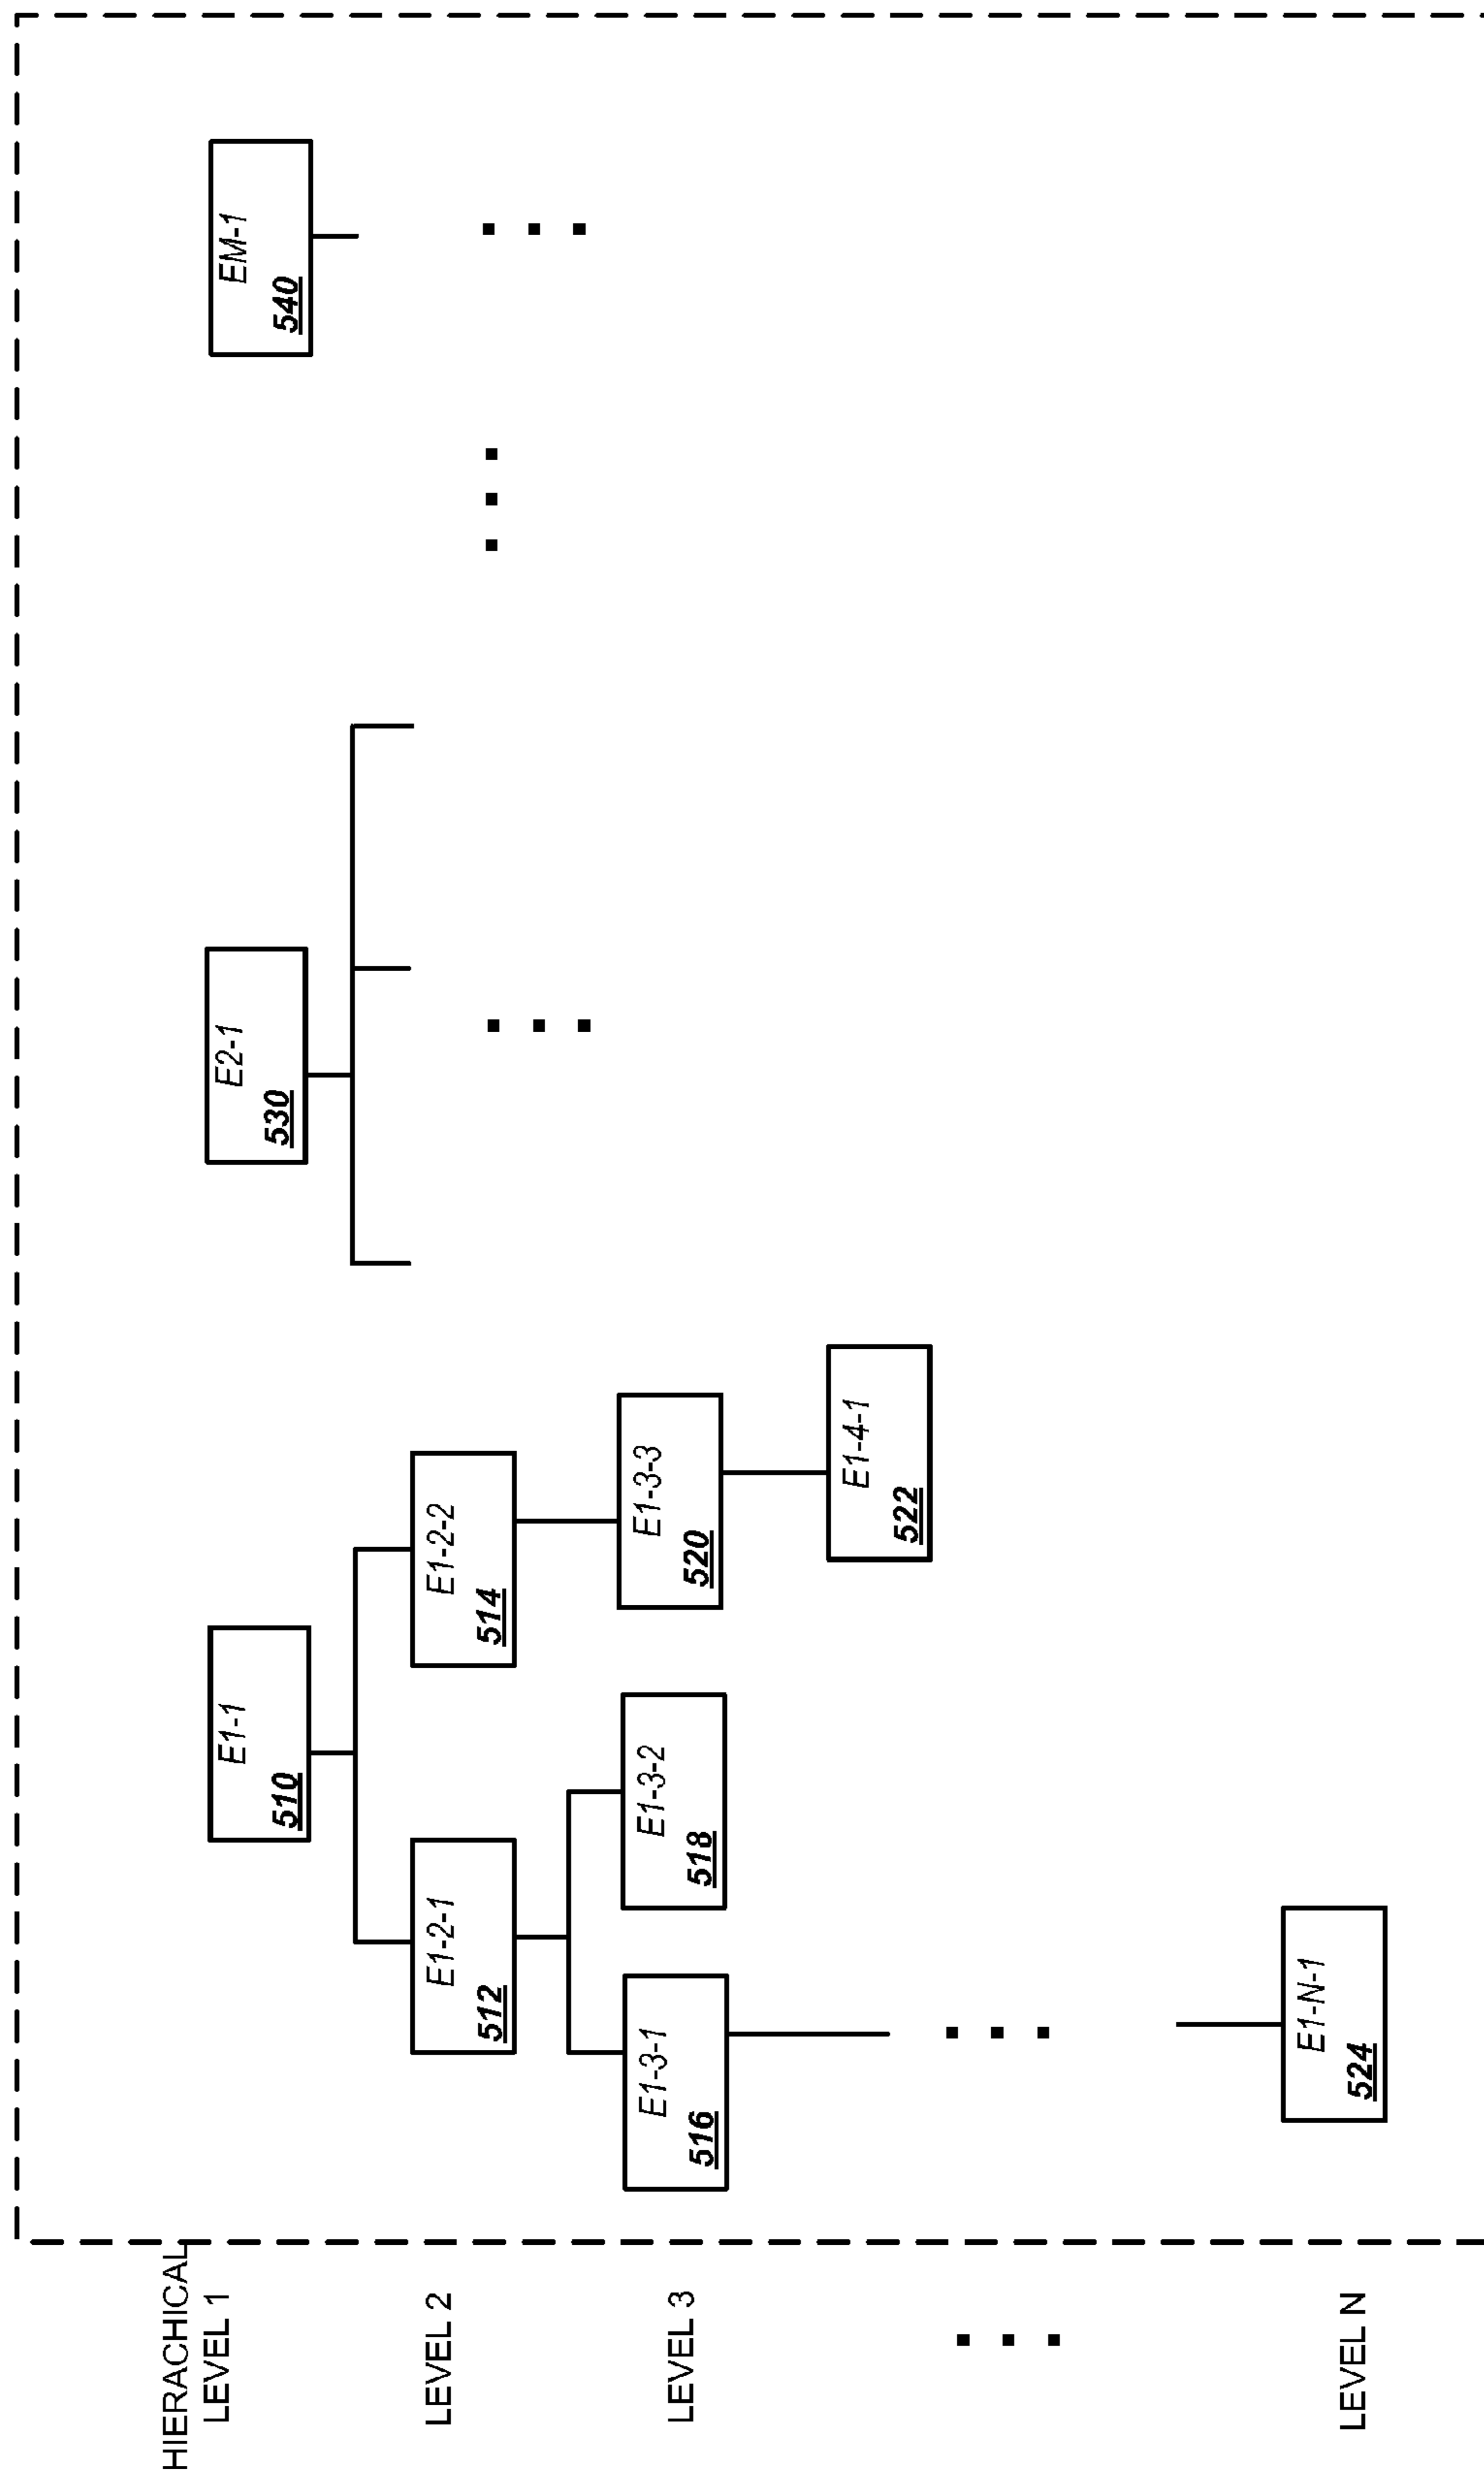 HIERACHICAL
LEVEL 1
E1-1
510
E2-1
530
EM-1
540
LEVEL 2
E1-2-1
512
E1-2-2
514
LEVEL 3
E1-3-1
516
E1-3-2
518
E1-3-3
520
E1-4-1
522
LEVEL N
E1-N-1
524